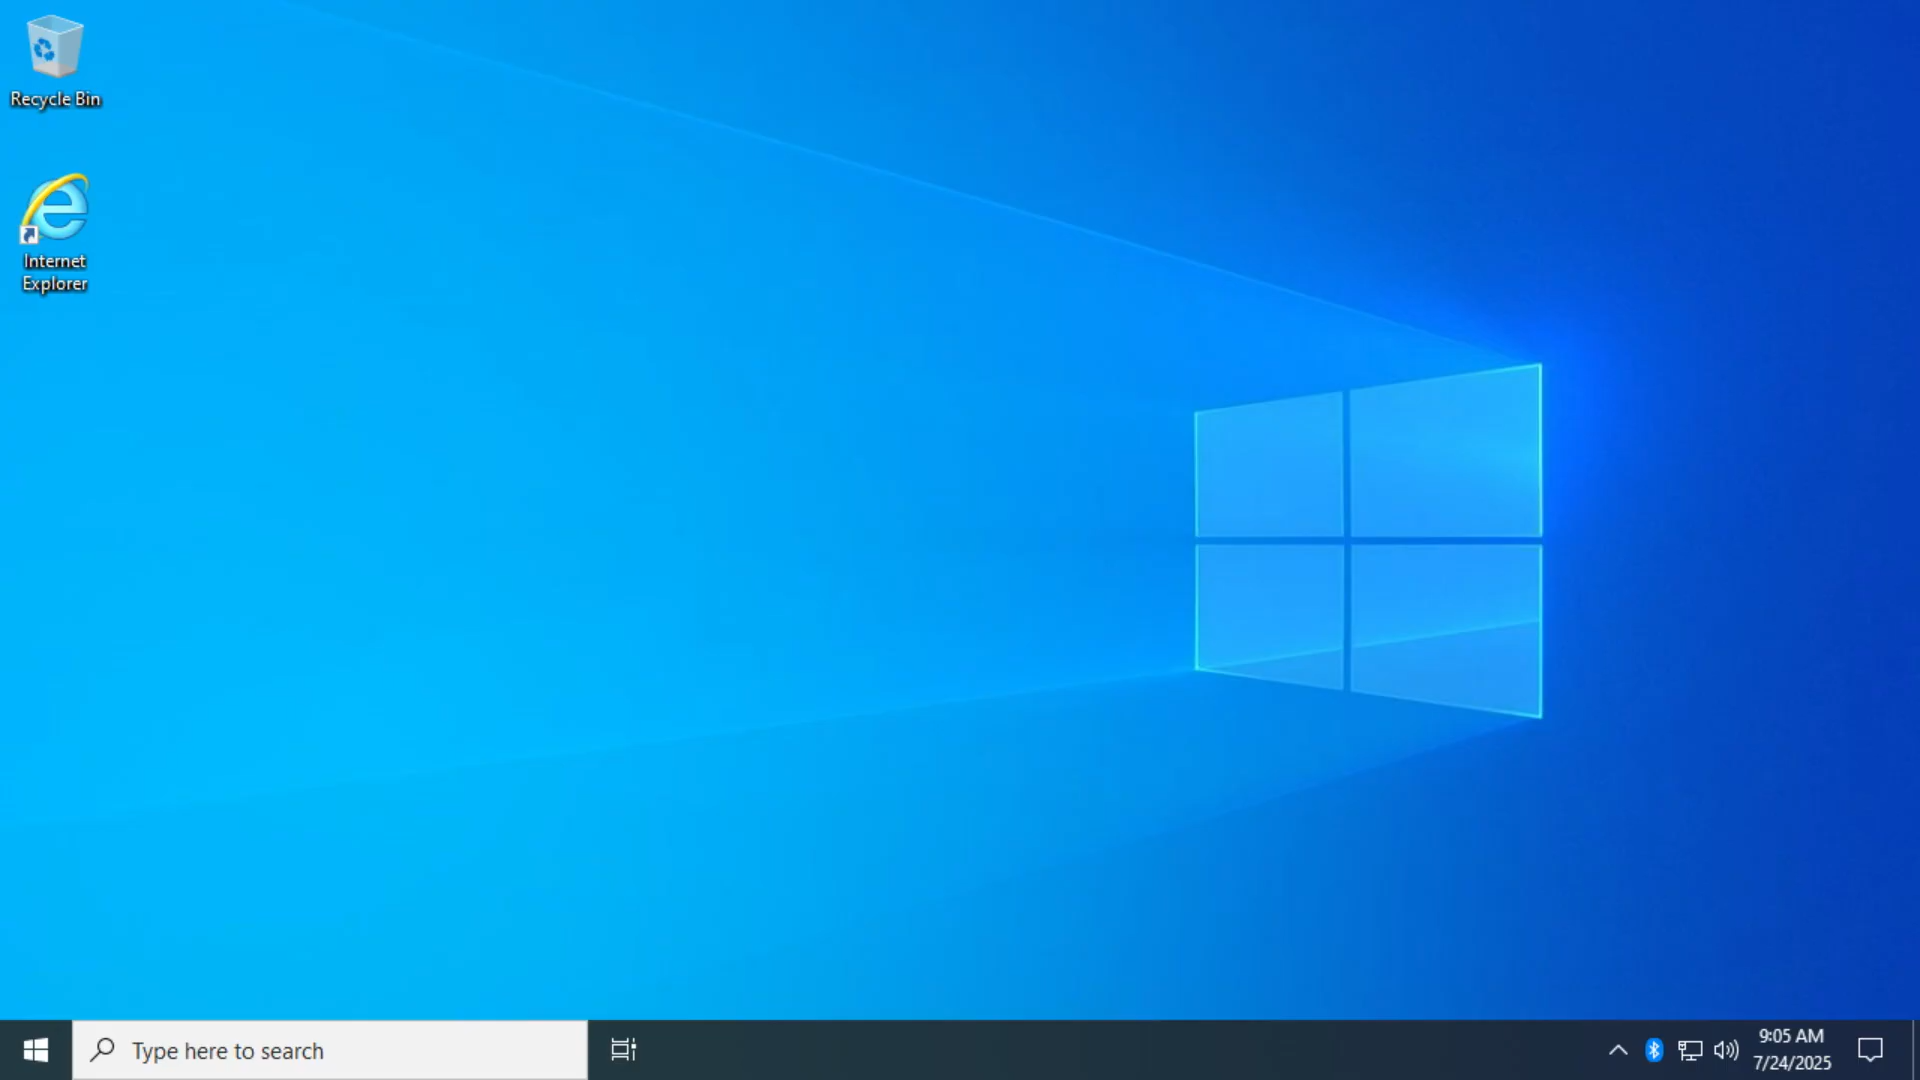 Recycle Bin
Internet
Explorer
Type here to search
9:05 AM
7/24/2025